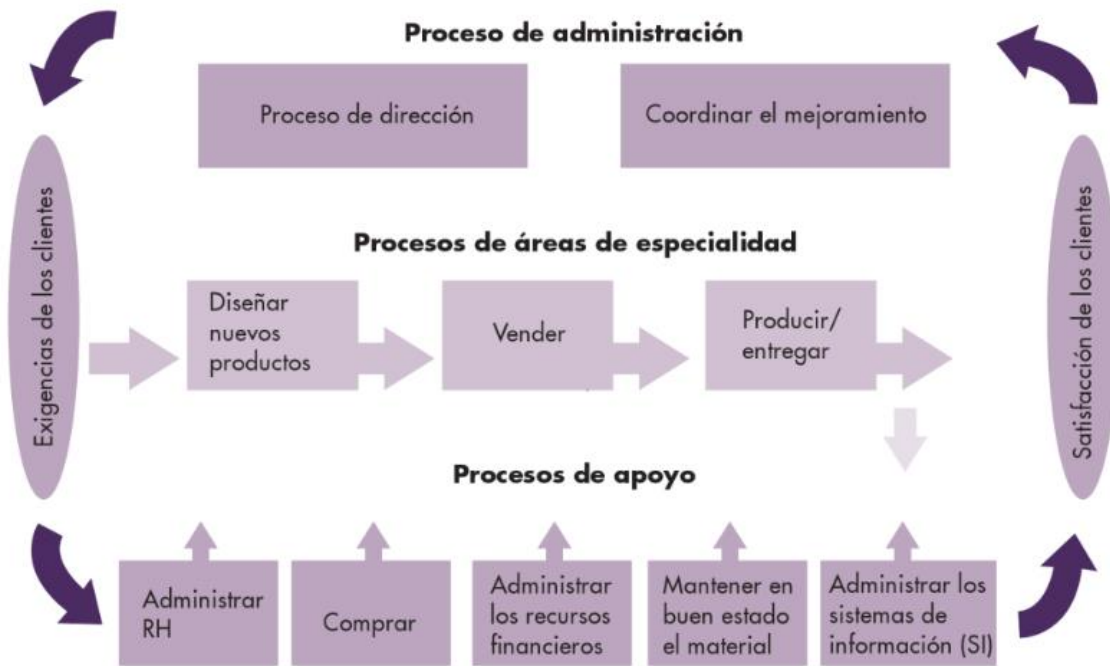 Proceso de administración
Proceso de dirección
Coordinar el mejoramiento
Exigencias de los clientes
Procesos de áreas de especialidad
Diseñar
nuevos
productos
Vender
Producir/
entregar
Satisfacción de los clientes
Procesos de apoyo
Administrar
RH
Comprar
Administrar
los recursos
financieros
Mantener en
buen estado
el material
Administrar los
sistemas de
información (SI)